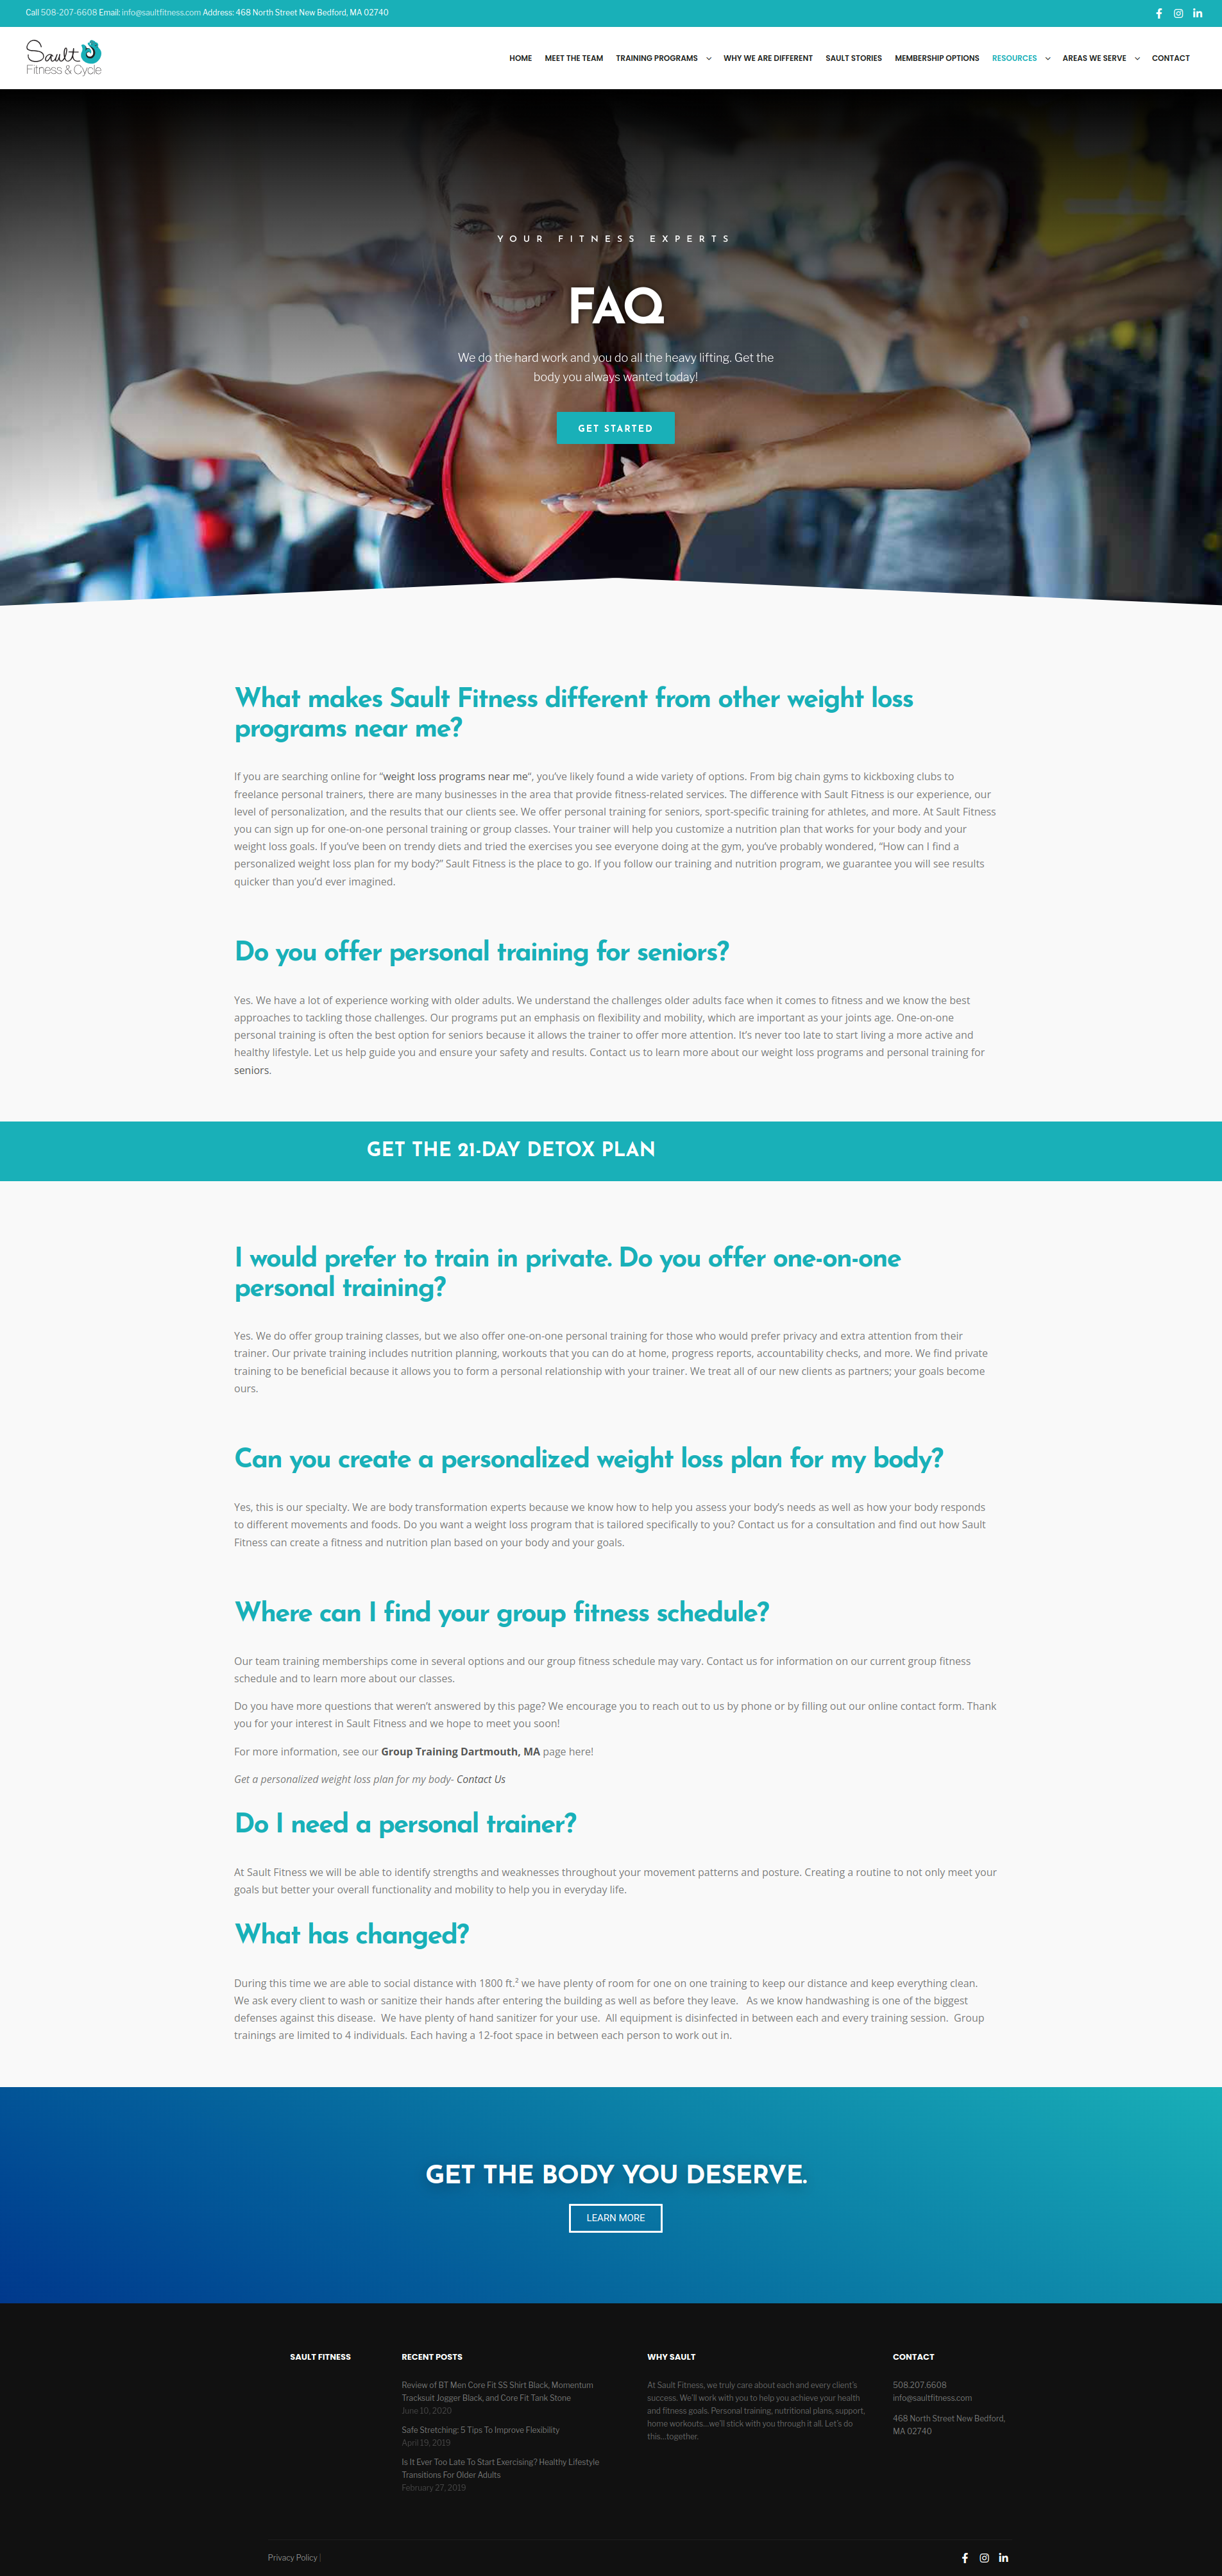 Call 508-207-6608 Email: info@saultfitness.com Address: 468 North Street New Bedford, MA 02740
Sault
Fitness & Cycle
HOME MEET THE TEAM TRAINING PROGRAMS WHY WE ARE DIFFERENT SAULT STORIES MEMBERSHIP OPTIONS RESOURCES AREAS WE SERVE CONTACT
YOUR FITNESS EXPERTS
FAQ
We do the hard work and you do all the heavy lifting. Get the
body you always wanted today!
GET STARTED
What makes Sault Fitness different from other weight loss
programs near me?
If you are searching online for “weight loss programs near me”, you’ve likely found a wide variety of options. From big chain gyms to kickboxing clubs to
freelance personal trainers, there are many businesses in the area that provide fitness-related services. The difference with Sault Fitness is our experience, our
level of personalization, and the results that our clients see. We offer personal training for seniors, sport-specific training for athletes, and more. At Sault Fitness
you can sign up for one-on-one personal training or group classes. Your trainer will help you customize a nutrition plan that works for your body and your
weight loss goals. If you’ve been on trendy diets and tried the exercises you see everyone doing at the gym, you’ve probably wondered, “How can I find a
personalized weight loss plan for my body?” Sault Fitness is the place to go. If you follow our training and nutrition program, we guarantee you will see results
quicker than you’d ever imagined.
Do you offer personal training for seniors?
Yes. We have a lot of experience working with older adults. We understand the challenges older adults face when it comes to fitness and we know the best
approaches to tackling those challenges. Our programs put an emphasis on flexibility and mobility, which are important as your joints age. One-on-one
personal training is often the best option for seniors because it allows the trainer to offer more attention. It’s never too late to start living a more active and
healthy lifestyle. Let us help guide you and ensure your safety and results. Contact us to learn more about our weight loss programs and personal training for
seniors.
GET THE 21-DAY DETOX PLAN
I would prefer to train in private. Do you offer one-on-one
personal training?
Yes. We do offer group training classes, but we also offer one-on-one personal training for those who would prefer privacy and extra attention from their
trainer. Our private training includes nutrition planning, workouts that you can do at home, progress reports, accountability checks, and more. We find private
training to be beneficial because it allows you to form a personal relationship with your trainer. We treat all of our new clients as partners; your goals become
ours.
Can you create a personalized weight loss plan for my body?
Yes, this is our specialty. We are body transformation experts because we know how to help you assess your body’s needs as well as how your body responds
to different movements and foods. Do you want a weight loss program that is tailored specifically to you? Contact us for a consultation and find out how Sault
Fitness can create a fitness and nutrition plan based on your body and your goals.
Where can I find your group fitness schedule?
Our team training memberships come in several options and our group fitness schedule may vary. Contact us for information on our current group fitness
schedule and to learn more about our classes.
Do you have more questions that weren’t answered by this page? We encourage you to reach out to us by phone or by filling out our online contact form. Thank
you for your interest in Sault Fitness and we hope to meet you soon!
For more information, see our Group Training Dartmouth, MA page here!
Get a personalized weight loss plan for my body- Contact Us
Do I need a personal trainer?
At Sault Fitness we will be able to identify strengths and weaknesses throughout your movement patterns and posture. Creating a routine to not only meet your
goals but better your overall functionality and mobility to help you in everyday life.
What has changed?
During this time we are able to social distance with 1800 ft.² we have plenty of room for one on one training to keep our distance and keep everything clean.
We ask every client to wash or sanitize their hands after entering the building as well as before they leave. As we know handwashing is one of the biggest
defenses against this disease. We have plenty of hand sanitizer for your use. All equipment is disinfected in between each and every training session. Group
trainings are limited to 4 individuals. Each having a 12-foot space in between each person to work out in.
GET THE BODY YOU DESERVE.
LEARN MORE
SAULT FITNESS
RECENT POSTS
Review of BT Men Core Fit SS Shirt Black, Momentum
Tracksuit Jogger Black, and Core Fit Tank Stone
June 10, 2020
Safe Stretching: 5 Tips To Improve Flexibility
April 19, 2019
Is It Ever Too Late To Start Exercising? Healthy Lifestyle
Transitions For Older Adults
February 27, 2019
WHY SAULT
At Sault Fitness, we truly care about each and every client’s
success. We’ll work with you to help you achieve your health
and fitness goals. Personal training, nutritional plans, support,
home workouts…we’ll stick with you through it all. Let’s do
this…together.
CONTACT
508.207.6608
info@saultfitness.com
468 North Street New Bedford,
MA 02740
Privacy Policy |